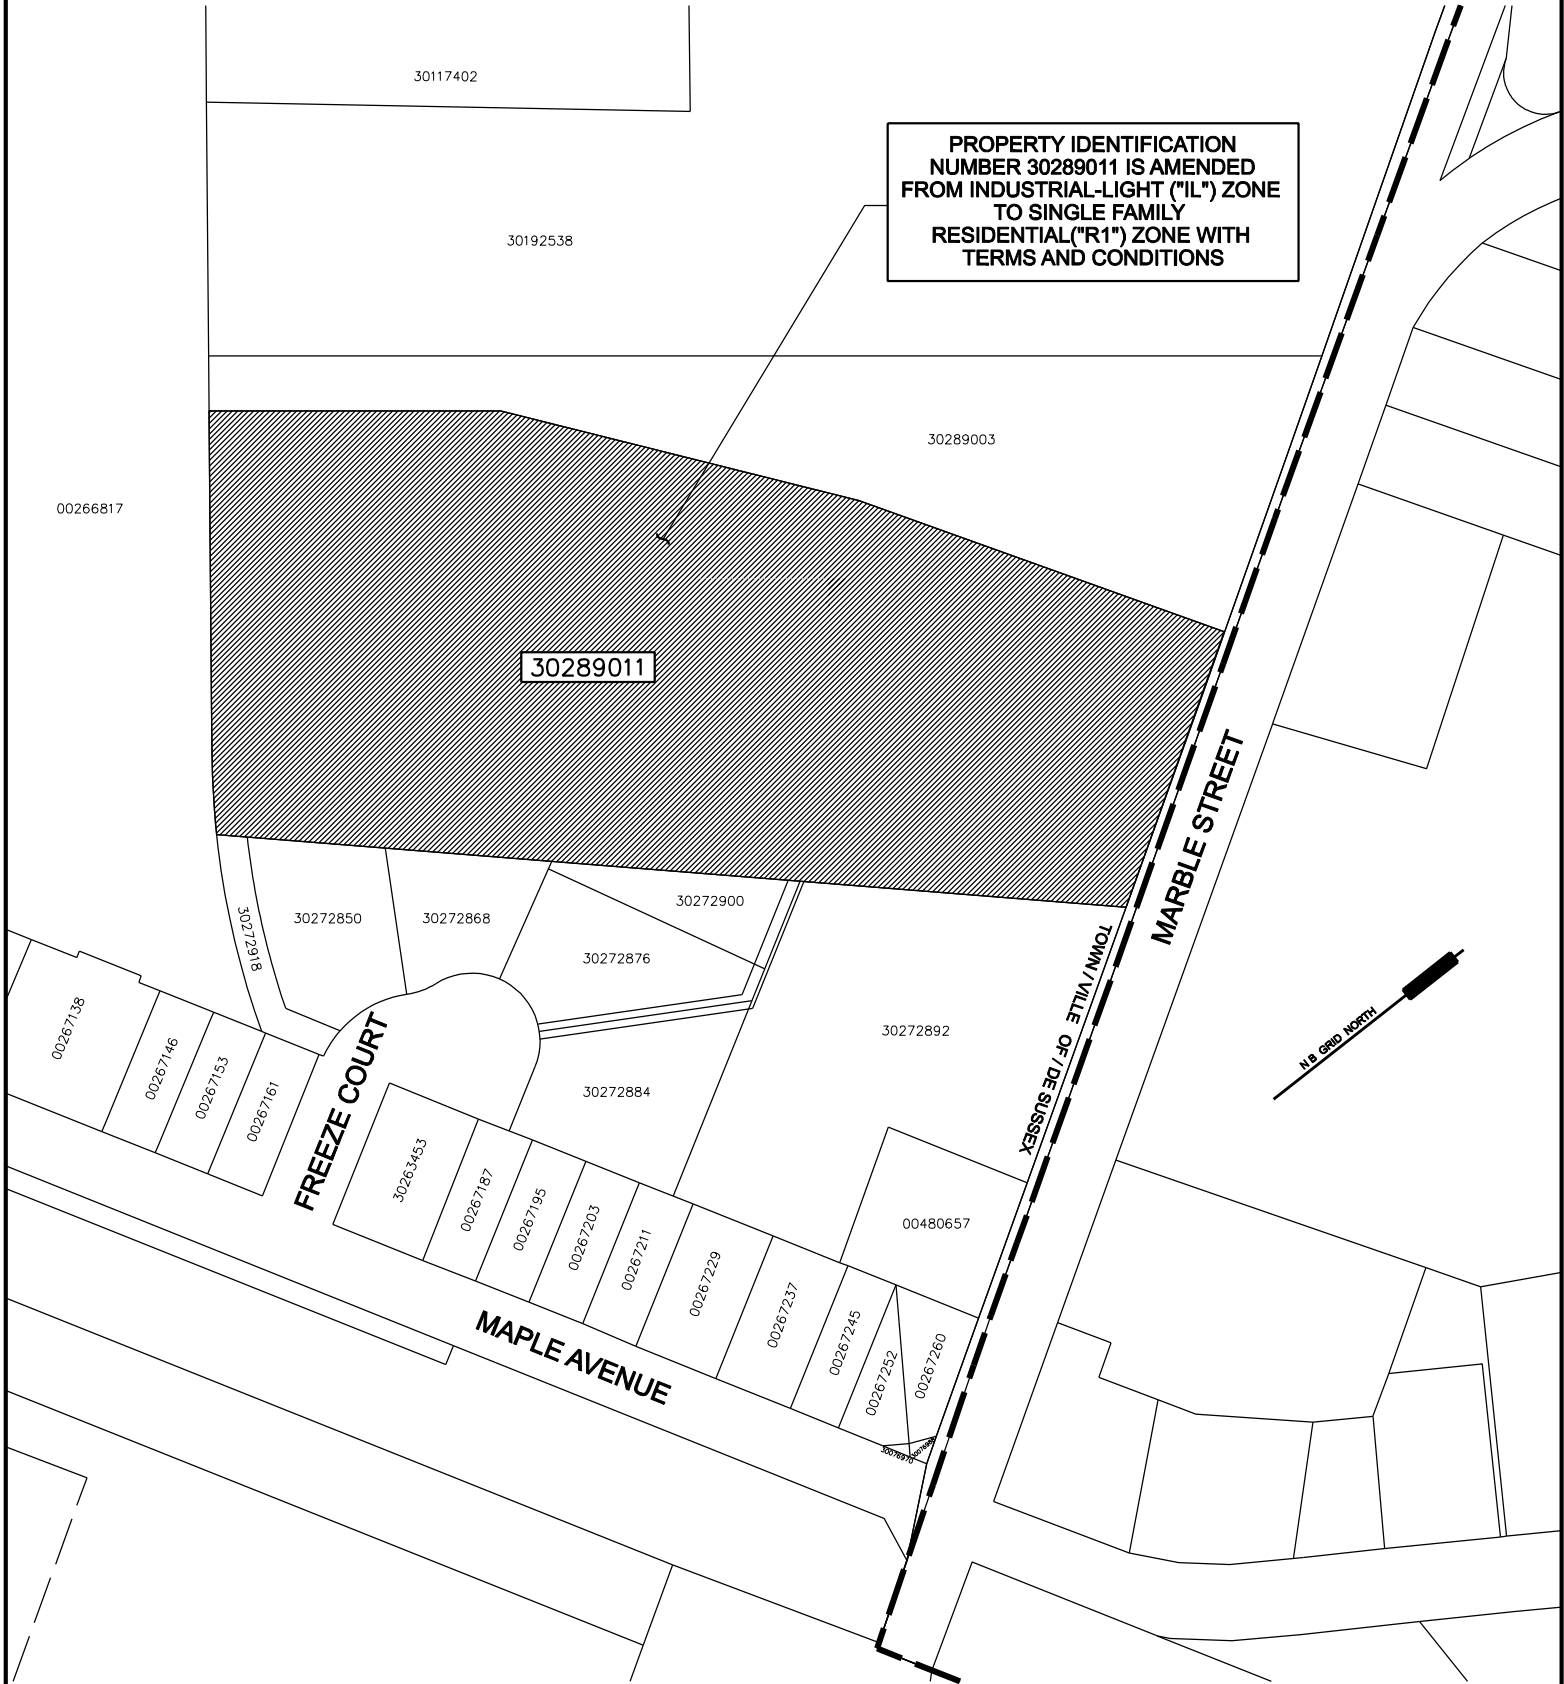 30117402
PROPERTY IDENTIFICATION
NUMBER 30289011 IS AMENDED
FROM INDUSTRIAL-LIGHT ("IL") ZONE
TO SINGLE FAMILY
RESIDENTIAL("R1") ZONE WITH
TERMS AND CONDITIONS
30192538
30289003
00266817
30289011
MARBLE STREET
30272900
30272850
30272868
30272918
30272876
TOWN / VILLE OF / DE SUSSEX
N B GRID NORTH
30272892
00267138
00267146
00267153
00267161
FREEZE COURT
30272884
30263453
00267187
00267195
00267203
00267211
00480657
00267229
00267237
00267245
00267252
00267260
MAPLE AVENUE
30076970